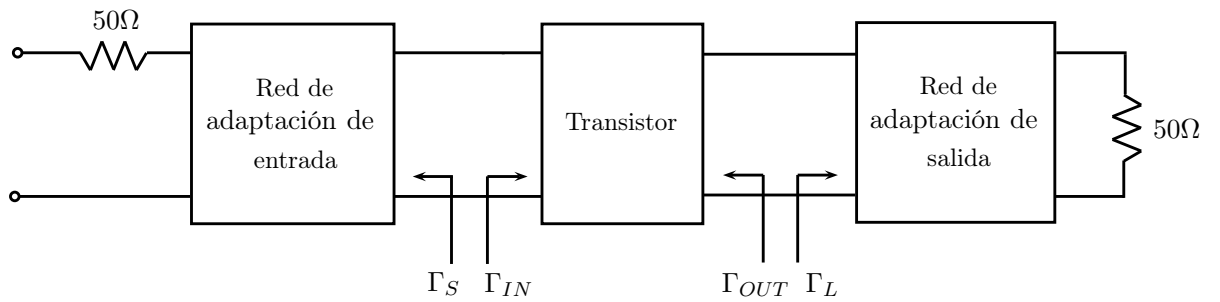 50Ω
Red de
adaptación de
entrada
Transistor
Red de
adaptación de
salida
50Ω
Γ_S
Γ_IN
Γ_OUT
Γ_L